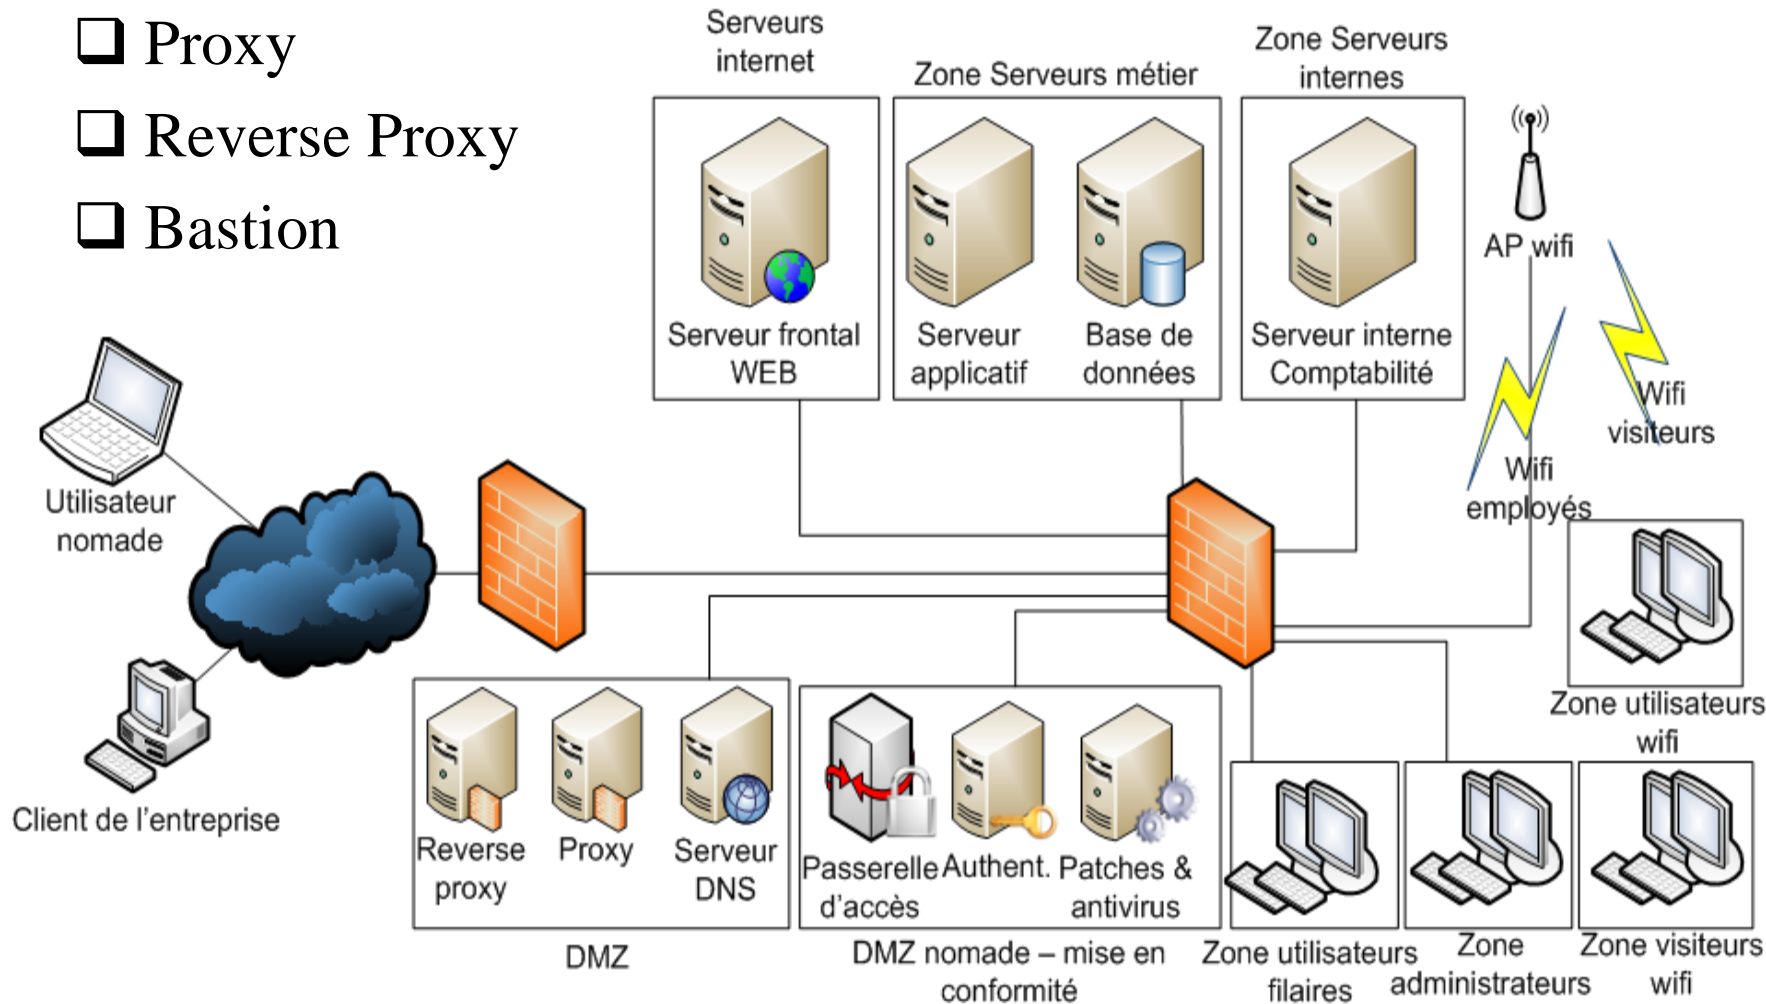 Proxy
Reverse Proxy
Bastion
Serveurs
internet
Zone Serveurs métier
Zone Serveurs
internes
Serveur frontal
WEB
Serveur
applicatif
Base de
données
Serveur interne
Comptabilité
AP wifi
Wifi
visiteurs
Wifi
employés
Utilisateur
nomade
Client de l'entreprise
Reverse
proxy
Proxy
Serveur
DNS
DMZ
Passerelle
d'accès
Authent.
Patches &
antivirus
DMZ nomade – mise en
conformité
Zone utilisateurs
wifi
Zone utilisateurs
filaires
Zone
administrateurs
Zone visiteurs
wifi